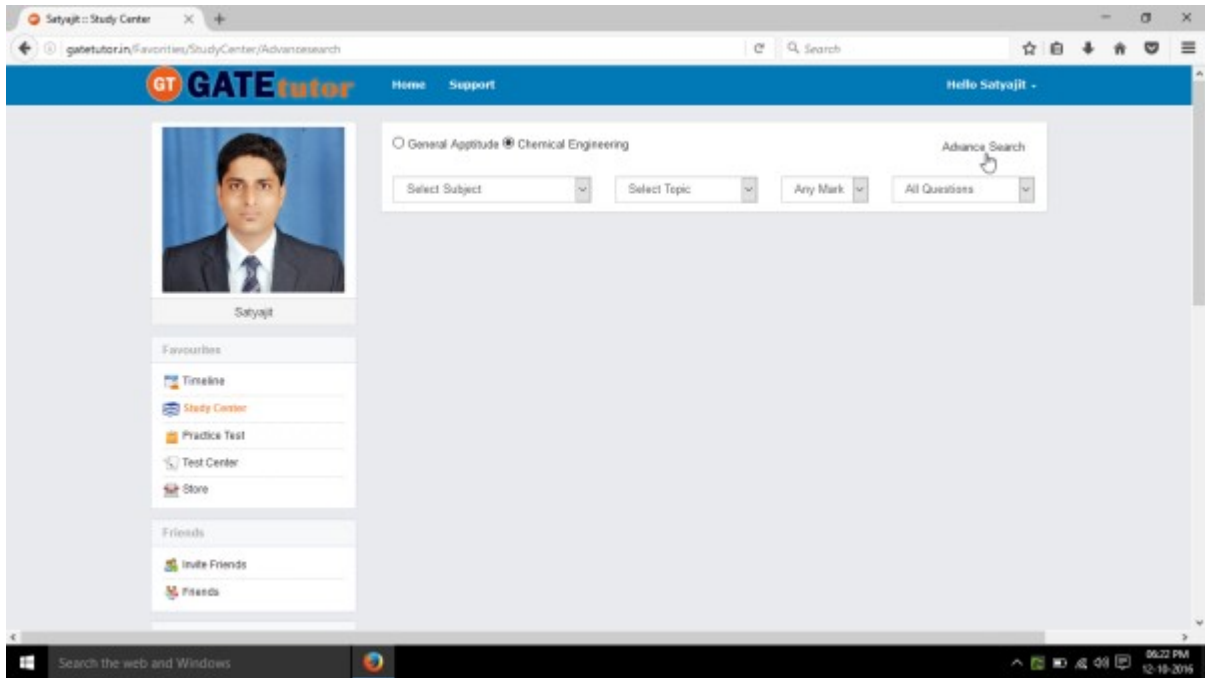 Satyajit :: Study Center
gatetutor.in/Favorities/StudyCenter/Advancesearch
Search
GT GATEtutor Home Support Hello Satyajit
General Apptitude Chemical Engineering Advance Search
Select Subject Select Topic Any Mark All Questions
Satyajit
Favourites
Timeline
Study Center
Practice Test
Test Center
Store
Friends
Invite Friends
Friends
Search the web and Windows
06:22 PM
12-10-2016